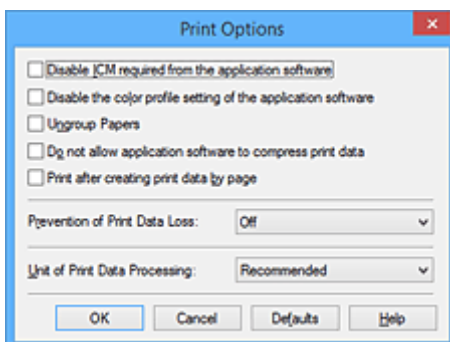 Print Options
Disable ICM required from the application software
Disable the color profile setting of the application software
Ungroup Papers
Do not allow application software to compress print data
Print after creating print data by page
Prevention of Print Data Loss: Off
Unit of Print Data Processing: Recommended
OK Cancel Defaults Help